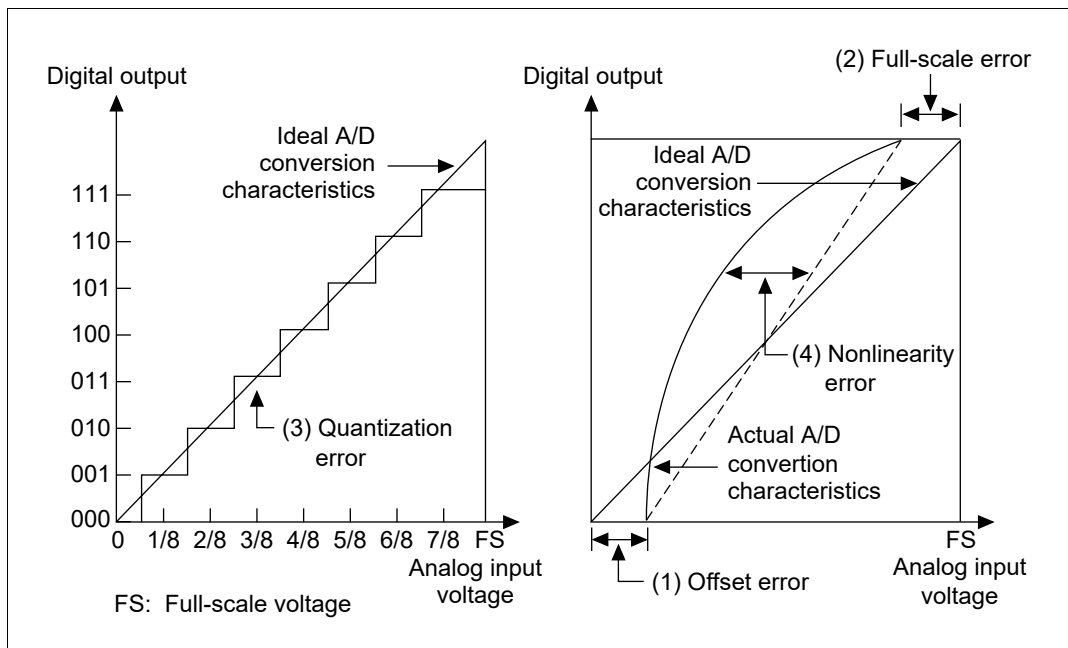 Digital output
Ideal A/D
conversion
characteristics
111
110
101
100
011
010
001
000
(3) Quantization
error
0
1/8
2/8
3/8
4/8
5/8
6/8
7/8
FS
Analog input
voltage
FS: Full-scale voltage
(2) Full-scale error
Digital output
Ideal A/D
conversion
characteristics
(4) Nonlinearity
error
Actual A/D
convertion
characteristics
FS
Analog input
voltage
(1) Offset error